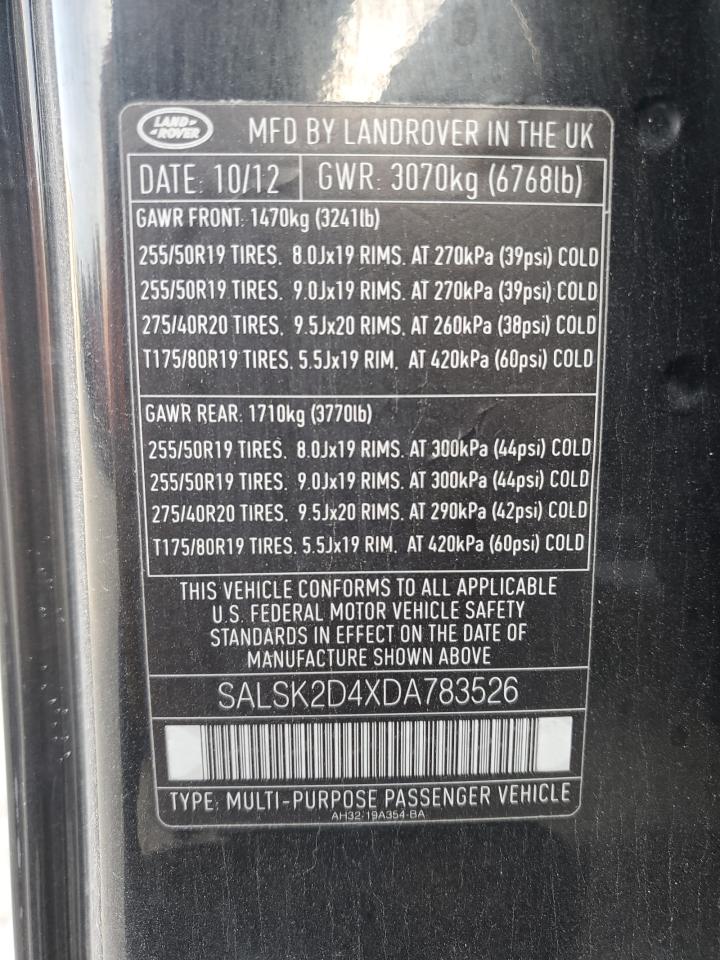 LAND-
-ROVER
MFD BY LANDROVER IN THE UK
DATE: 10/12 GWR: 3070kg (6768lb)
GAWR FRONT: 1470kg (3241lb)
255/50R19 TIRES. 8.0Jx19 RIMS. AT 270kPa (39psi) COLD
255/50R19 TIRES. 9.0Jx19 RIMS. AT 270kPa (39psi) COLD
275/40R20 TIRES. 9.5Jx20 RIMS. AT 260kPa (38psi) COLD
T175/80R19 TIRES. 5.5Jx19 RIM. AT 420kPa (60psi) COLD
GAWR REAR: 1710kg (3770lb)
255/50R19 TIRES. 8.0Jx19 RIMS. AT 300kPa (44psi) COLD
255/50R19 TIRES. 9.0Jx19 RIMS. AT 300kPa (44psi) COLD
275/40R20 TIRES. 9.5Jx20 RIMS. AT 290kPa (42psi) COLD
T175/80R19 TIRES. 5.5Jx19 RIM. AT 420kPa (60psi) COLD
THIS VEHICLE CONFORMS TO ALL APPLICABLE
U.S. FEDERAL MOTOR VEHICLE SAFETY
STANDARDS IN EFFECT ON THE DATE OF
MANUFACTURE SHOWN ABOVE
SALSK2D4XDA783526
TYPE: MULTI-PURPOSE PASSENGER VEHICLE
AH32-19A354-BA